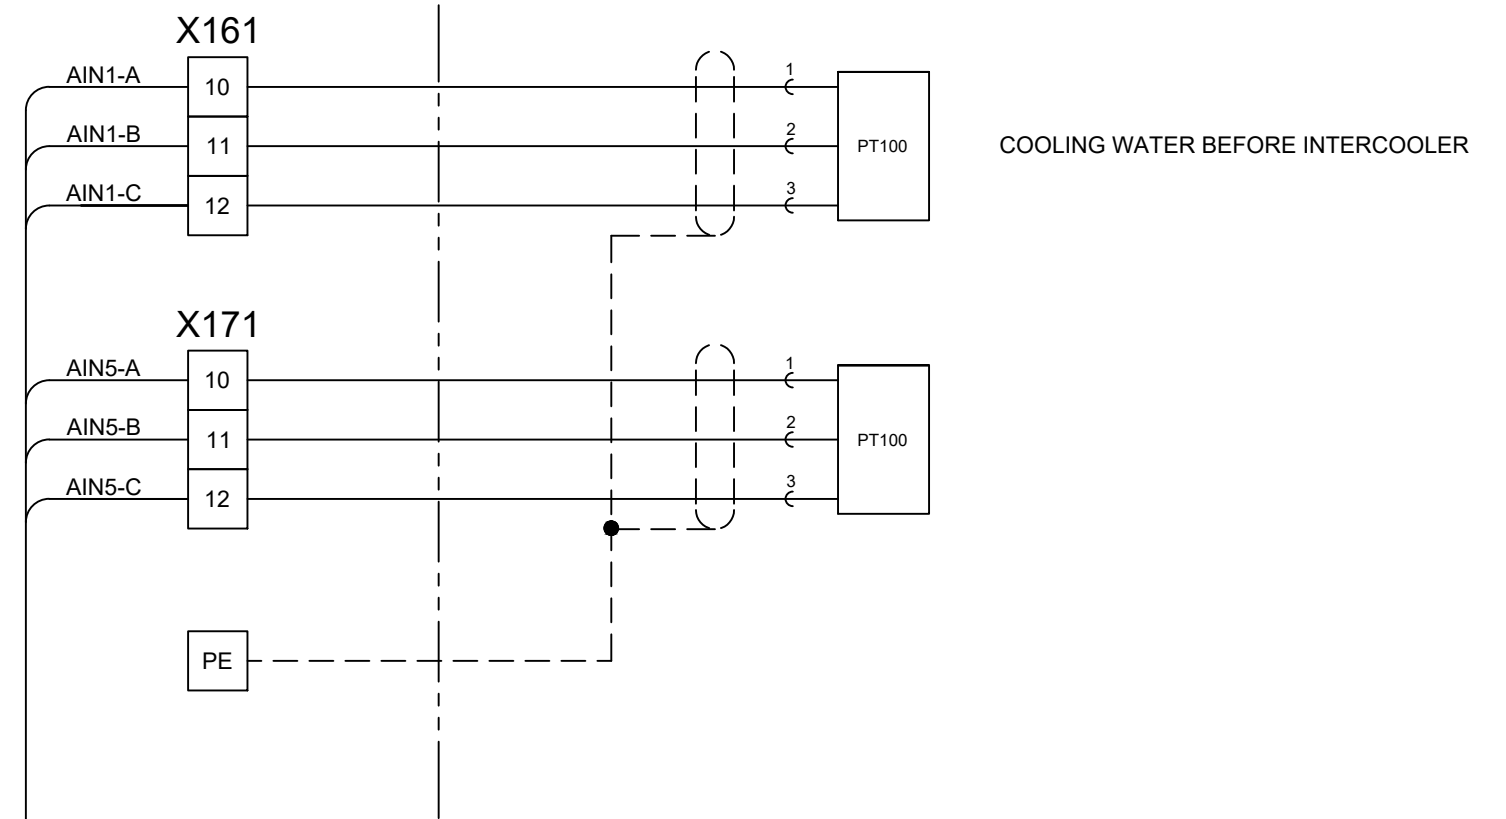 X161
AIN1-A 10 1
AIN1-B 11 2 PT100 COOLING WATER BEFORE INTERCOOLER
AIN1-C 12 3
X171
AIN5-A 10 1
AIN5-B 11 2 PT100
AIN5-C 12 3
PE